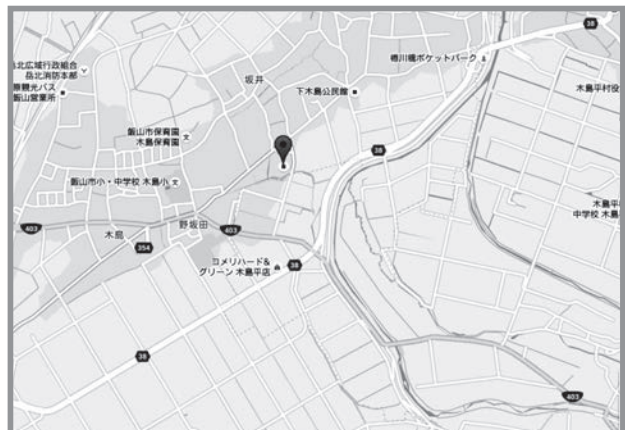 38
岳北広域行政組合
岳北消防本部
坂井
樽川橋ポケットパーク
観光バス
飯山営業所
下木島公民館
木島平村役
飯山市保育園
木島保育園
38
飯山市小・中学校 木島小
木島平
中学校 木島
403
野坂田
403
木島
354
コメリハード&
グリーン 木島平店
38
38
403